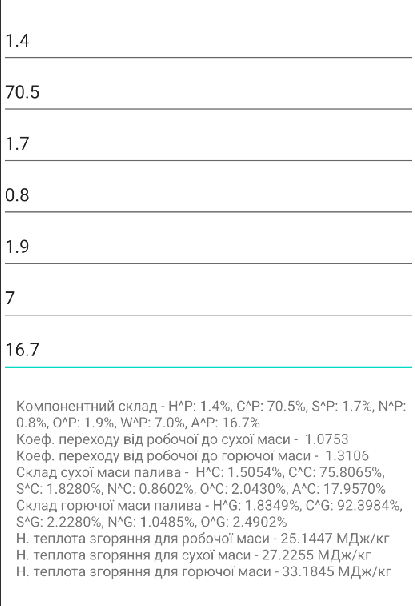 1.4
70.5
1.7
0.8
1.9
7
16.7
Компонентний склад - H^P: 1.4%, C^P: 70.5%, S^P: 1.7%, N^P:
0.8%, O^P: 1.9%, W^P: 7.0%, A^P: 16.7%
Коеф. переходу від робочої до сухої маси - 1.0753
Коеф. переходу від робочої до горючої маси - 1.3106
Склад сухої маси палива - H^C: 1.5054%, C^C: 75.8065%,
S^C: 1.8280%, N^C: 0.8602%, O^C: 2.0430%, A^C: 17.9570%
Склад горючої маси палива - H^G: 1.8349%, C^G: 92.3984%,
S^G: 2.2280%, N^G: 1.0485%, O^G: 2.4902%
Н. теплота згоряння для робочої маси - 25.1447 МДж/кг
Н. теплота згоряння для сухої маси - 27.2255 МДж/кг
Н. теплота згоряння для горючої маси - 33.1845 МДж/кг